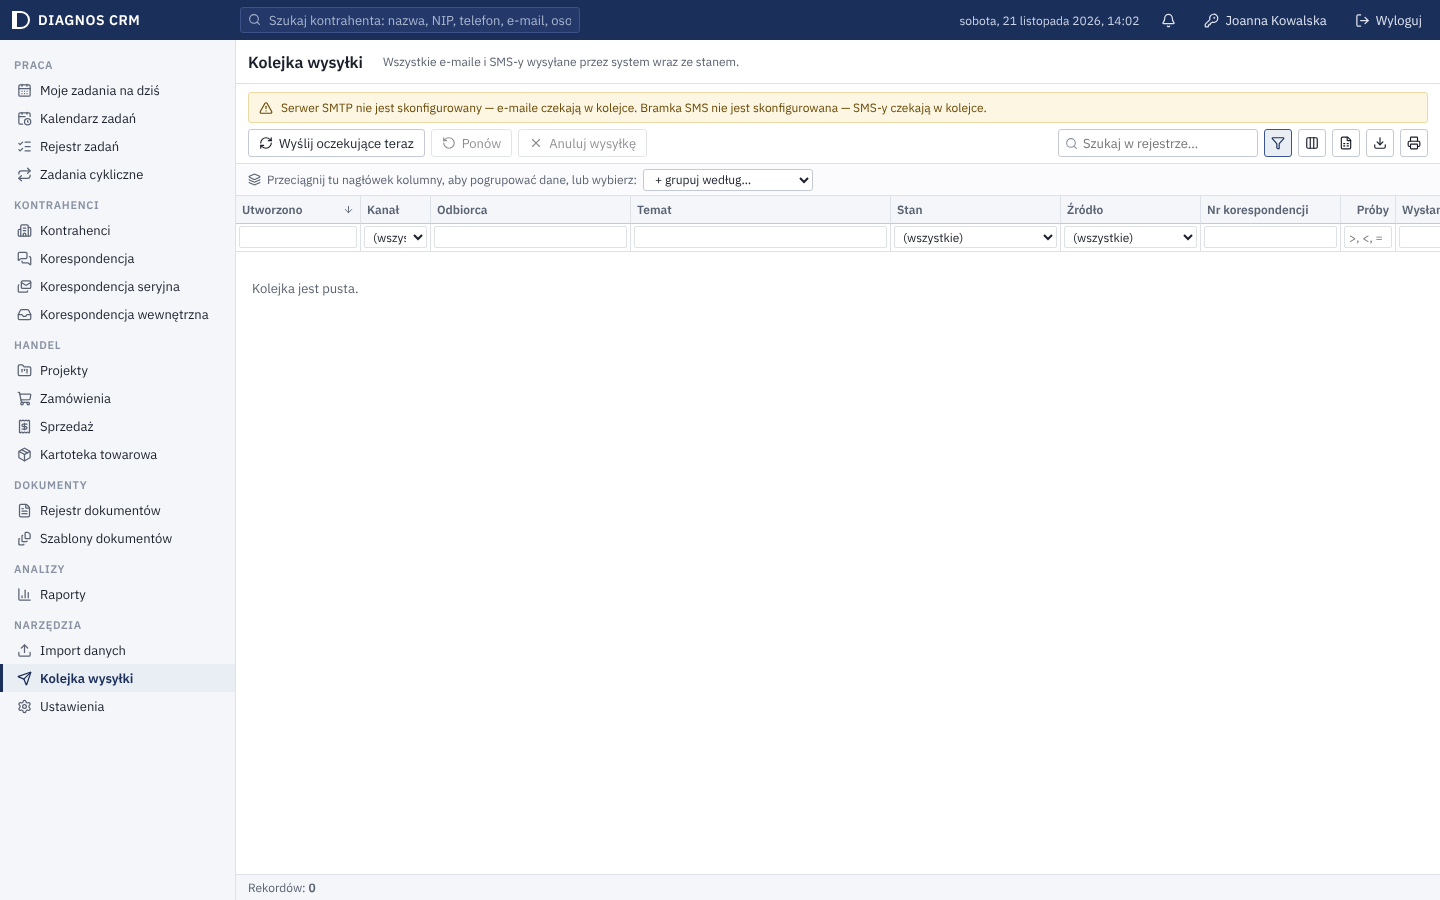 DIAGNOS CRM
Szukaj kontrahenta: nazwa, NIP, telefon, e-mail, oso
sobota, 21 listopada 2026, 14:02
Joanna Kowalska
Wyloguj
PRACA
Moje zadania na dziś
Kalendarz zadań
Rejestr zadań
Zadania cykliczne
KONTRAHENCI
Kontrahenci
Korespondencja
Korespondencja seryjna
Korespondencja wewnętrzna
HANDEL
Projekty
Zamówienia
Sprzedaż
Kartoteka towarowa
DOKUMENTY
Rejestr dokumentów
Szablony dokumentów
ANALIZY
Raporty
NARZĘDZIA
Import danych
Kolejka wysyłki
Ustawienia
Kolejka wysyłki
Wszystkie e-maile i SMS-y wysyłane przez system wraz ze stanem.
Serwer SMTP nie jest skonfigurowany — e-maile czekają w kolejce. Bramka SMS nie jest skonfigurowana — SMS-y czekają w kolejce.
Wyślij oczekujące teraz
Ponów
Anuluj wysyłkę
Szukaj w rejestrze...
Przeciągnij tu nagłówek kolumny, aby pogrupować dane, lub wybierz:
+ grupuj według...
Utworzono
Kanał
Odbiorca
Temat
Stan
Źródło
Nr korespondencji
Próby
Wysłan
(wszys
(wszystkie)
(wszystkie)
>, <, =
Kolejka jest pusta.
Rekordów: 0